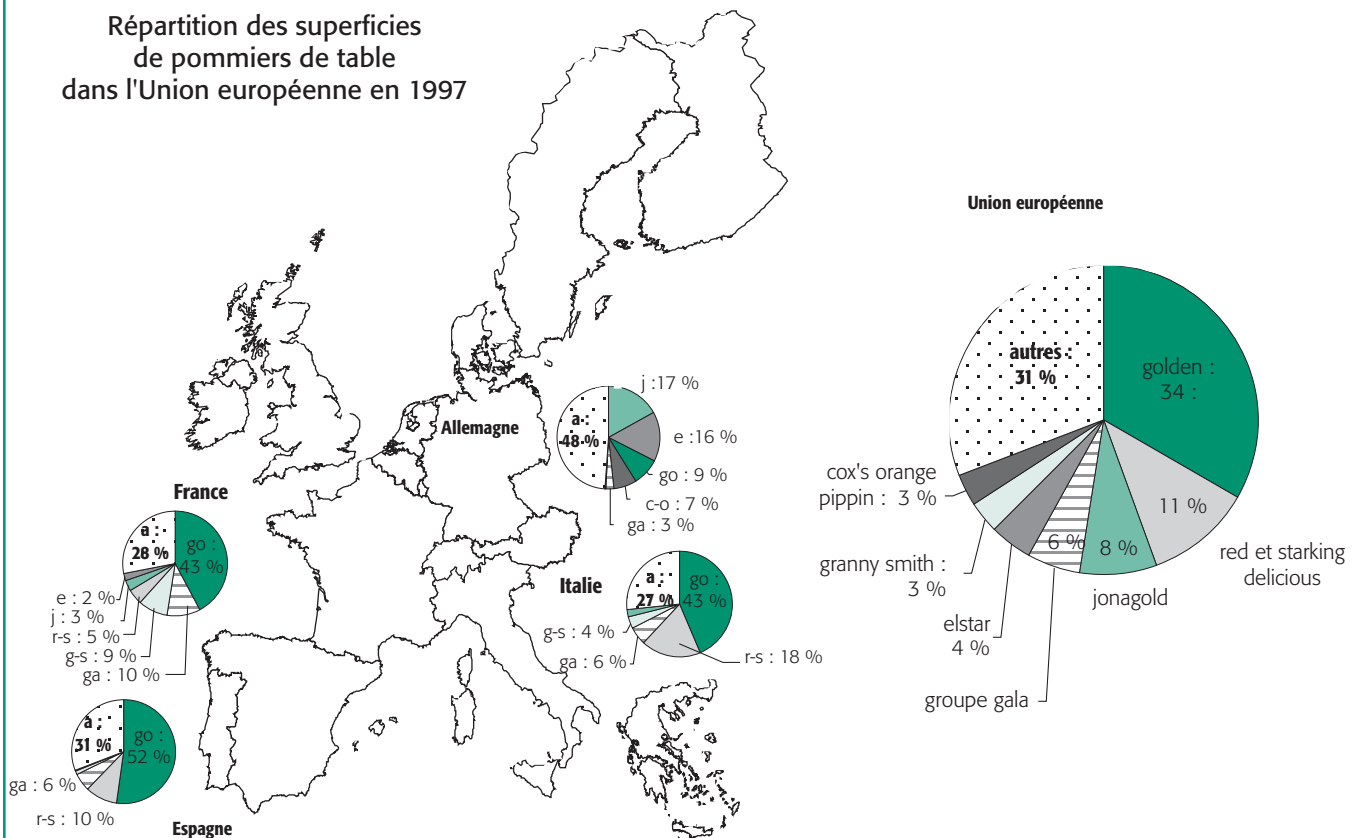 Répartition des superficies
de pommiers de table
dans l'Union européenne en 1997
Union européenne
autres :
31 %
golden :
34 :
11 %
red et starking
delicious
8 %
jonagold
6 %
groupe gala
elstar
4 %
granny smith :
3 %
cox's orange
pippin : 3 %
Allemagne
a :
48 %
j :17 %
e :16 %
go : 9 %
c-o : 7 %
ga : 3 %
France
a :
28 %
go :
43 %
e : 2 %
j : 3 %
r-s : 5 %
g-s : 9 %
ga : 10 %
Italie
a :
27 %
go :
43 %
g-s : 4 %
ga : 6 %
r-s : 18 %
a :
31 %
go :
52 %
ga : 6 %
r-s : 10 %
Espagne